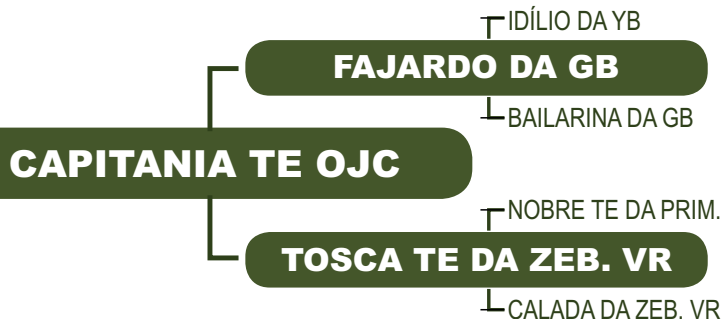 IDÍLIO DA YB
FAJARDO DA GB
BAILARINA DA GB
CAPITANIA TE OJC
NOBRE TE DA PRIM.
TOSCA TE DA ZEB. VR
CALADA DA ZEB. VR